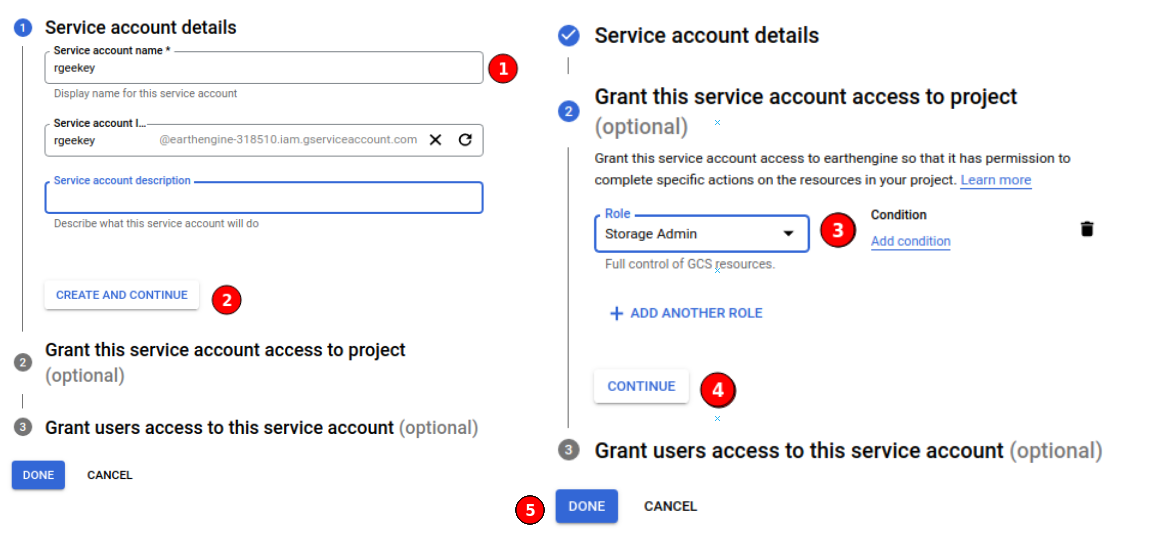 1 Service account details
Service account name *
rgeekey
1
Display name for this service account
Service account I...
rgeekey @earthengine-318510.iam.gserviceaccount.com
Service account description
Describe what this service account will do
CREATE AND CONTINUE
2
2 Grant this service account access to project
(optional)
3 Grant users access to this service account (optional)
DONE CANCEL
Service account details
2 Grant this service account access to project
(optional)
Grant this service account access to earthengine so that it has permission to
complete specific actions on the resources in your project. Learn more
Role
Storage Admin
3
Condition
Add condition
Full control of GCS resources.
+ ADD ANOTHER ROLE
CONTINUE
4
3 Grant users access to this service account (optional)
5
DONE CANCEL